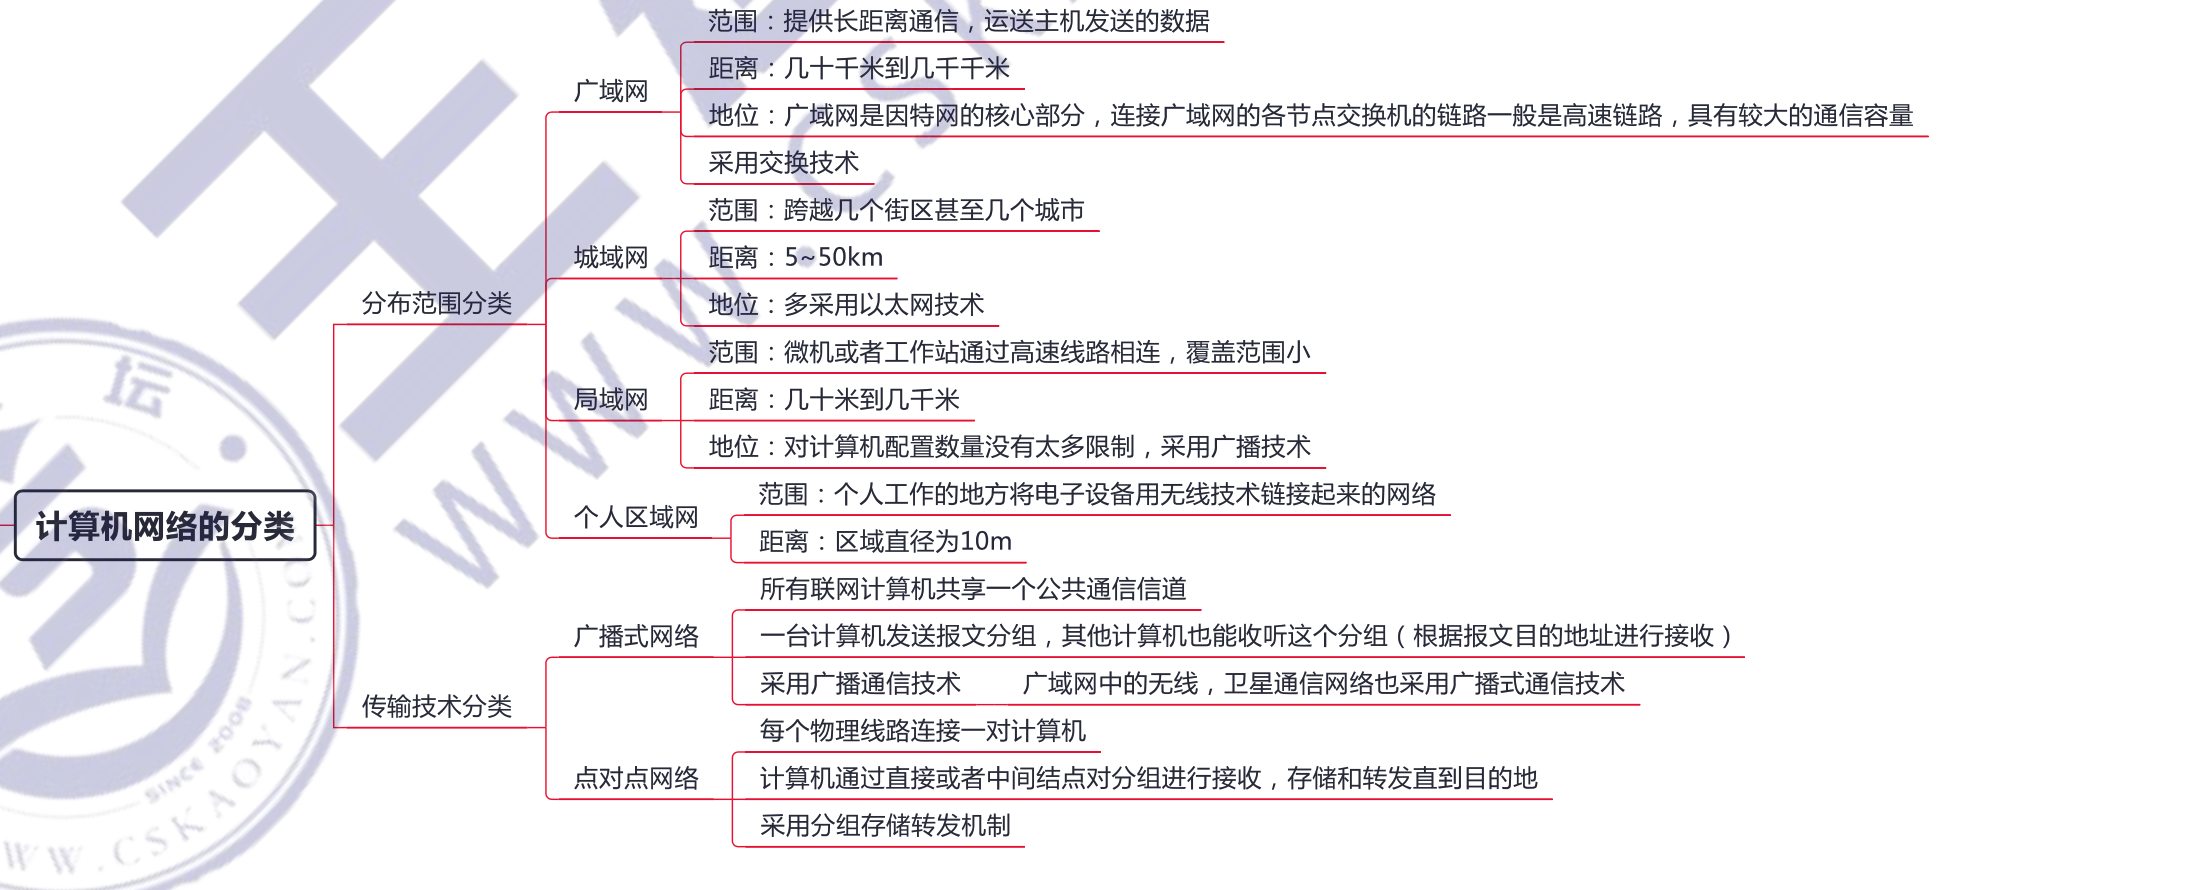 范围：提供长距离通信，运送主机发送的数据
距离：几十千米到几千千米
广域网
地位：广域网是因特网的核心部分，连接广域网的各节点交换机的链路一般是高速链路，具有较大的通信容量
采用交换技术
范围：跨越几个街区甚至几个城市
城域网
距离：5~50km
地位：多采用以太网技术
分布范围分类
范围：微机或者工作站通过高速线路相连，覆盖范围小
局域网
距离：几十米到几千米
地位：对计算机配置数量没有太多限制，采用广播技术
范围：个人工作的地方将电子设备用无线技术链接起来的网络
个人区域网
距离：区域直径为10m
计算机网络的分类
所有联网计算机共享一个公共通信信道
广播式网络
一台计算机发送报文分组，其他计算机也能收听这个分组（根据报文目的地址进行接收）
采用广播通信技术
广域网中的无线，卫星通信网络也采用广播式通信技术
传输技术分类
每个物理线路连接一对计算机
点对点网络
计算机通过直接或者中间结点对分组进行接收，存储和转发直到目的地
采用分组存储转发机制
王
WWW.CSK
坛
SINCE 2008
WW.CSKAOYAN.CO